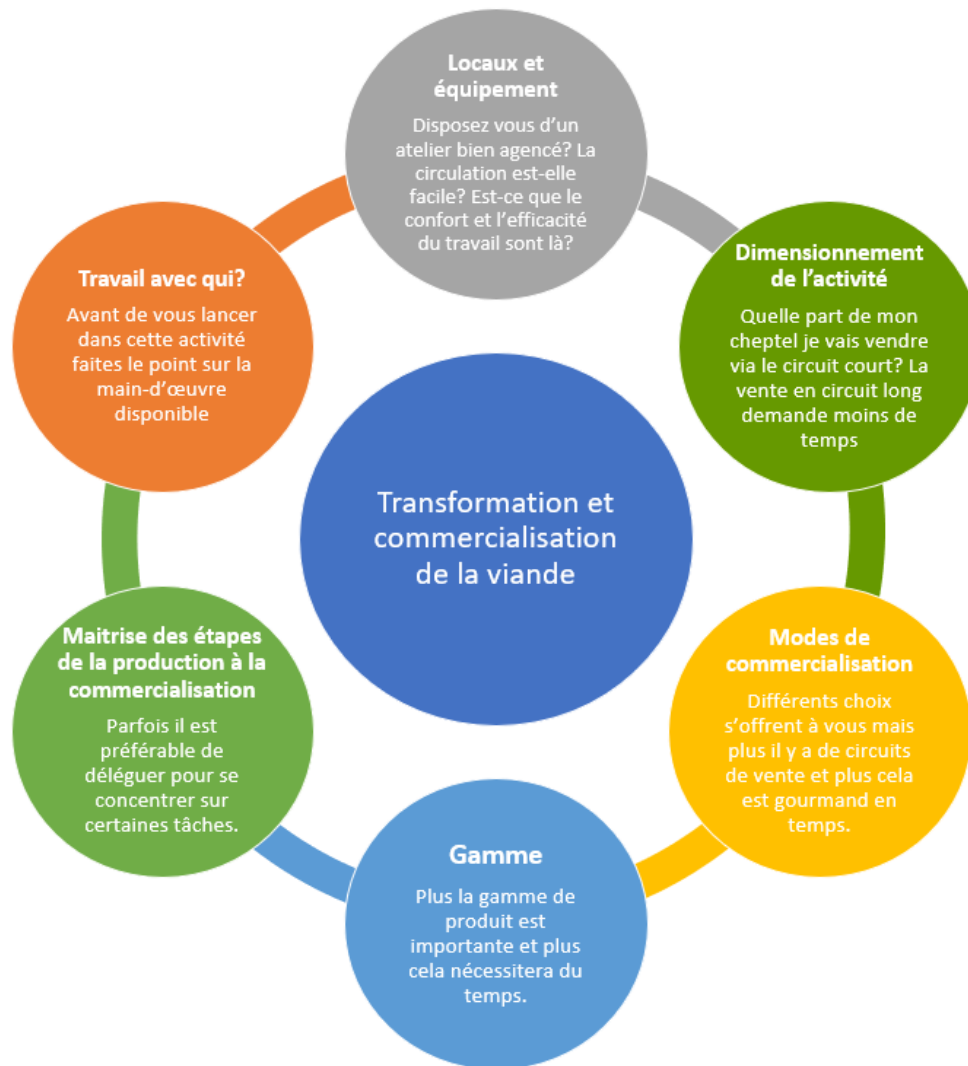 Locaux et
équipement
Disposez vous d'un
atelier bien agencé? La
circulation est-elle
facile? Est-ce que le
confort et l'efficacité
du travail sont là?
Dimensionnement
de l'activité
Quelle part de mon
cheptel je vais vendre
via le circuit court? La
vente en circuit long
demande moins de
temps
Modes de
commercialisation
Différents choix
s'offrent à vous mais
plus il y a de circuits
de vente et plus cela
est gourmand en
temps.
Gamme
Plus la gamme de
produit est
importante et plus
cela nécessitera du
temps.
Maitrise des étapes
de la production à la
commercialisation
Parfois il est
préférable de
déléguer pour se
concentrer sur
certaines tâches.
Travail avec qui?
Avant de vous lancer
dans cette activité
faites le point sur la
main-d'œuvre
disponible
Transformation et
commercialisation
de la viande